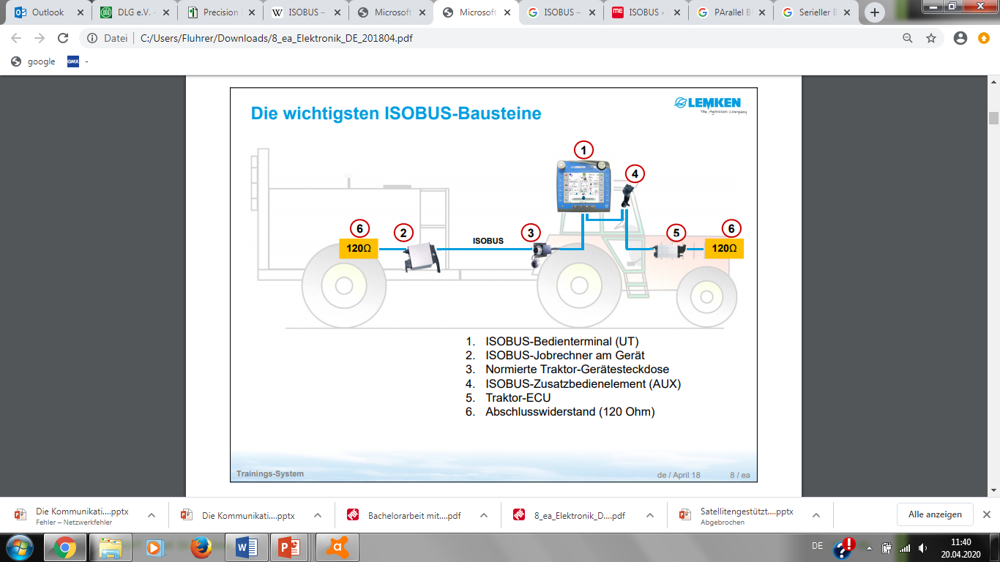 Outlook
DLG e.V. -
Precision
ISOBUS –
Microsoft
Microsoft
ISOBUS –
ISOBUS
PArallel B
Serieller B
Datei
C:/Users/Fluhrer/Downloads/8_ea_Elektronik_DE_201804.pdf
google
GMX
-
Die wichtigsten ISOBUS-Bausteine
LEMKEN
The Agrovision Company
1
4
6
2
ISOBUS
3
5
6
120Ω
120Ω
1. ISOBUS-Bedienterminal (UT)
2. ISOBUS-Jobrechner am Gerät
3. Normierte Traktor-Gerätesteckdose
4. ISOBUS-Zusatzbedienelement (AUX)
5. Traktor-ECU
6. Abschlusswiderstand (120 Ohm)
Trainings-System
de / April 18
8 / ea
Die Kommunikati....pptx
Fehler – Netzwerkfehler
Die Kommunikati....pptx
Bachelorarbeit mit....pdf
8_ea_Elektronik_D....pdf
Satellitengestützt....pptx
Abgebrochen
Alle anzeigen
DE
11:40
20.04.2020